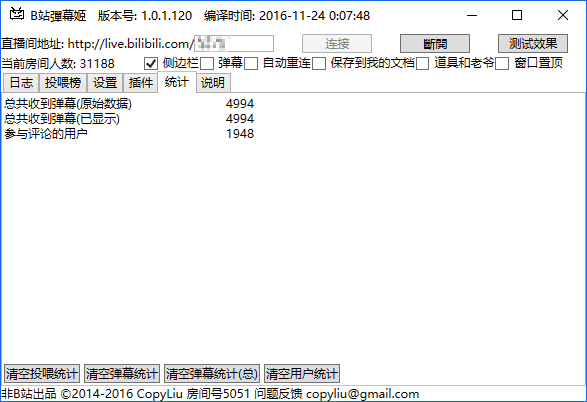 B站彈幕姬 版本号: 1.0.1.120 编译时间: 2016-11-24 0:07:48
直播间地址: http://live.bilibili.com/ 连接 斷開 测试效果
当前房间人数: 31188 侧边栏 弹幕 自动重连 保存到我的文档 道具和老爷 窗口置顶
日志 投喂榜 设置 插件 统计 说明
总共收到弹幕(原始数据) 4994
总共收到弹幕(已显示) 4994
参与评论的用户 1948
清空投喂统计 清空弹幕统计 清空弹幕统计(总) 清空用户统计
非B站出品 ©2014-2016 CopyLiu 房间号5051 问题反馈 copyliu@gmail.com